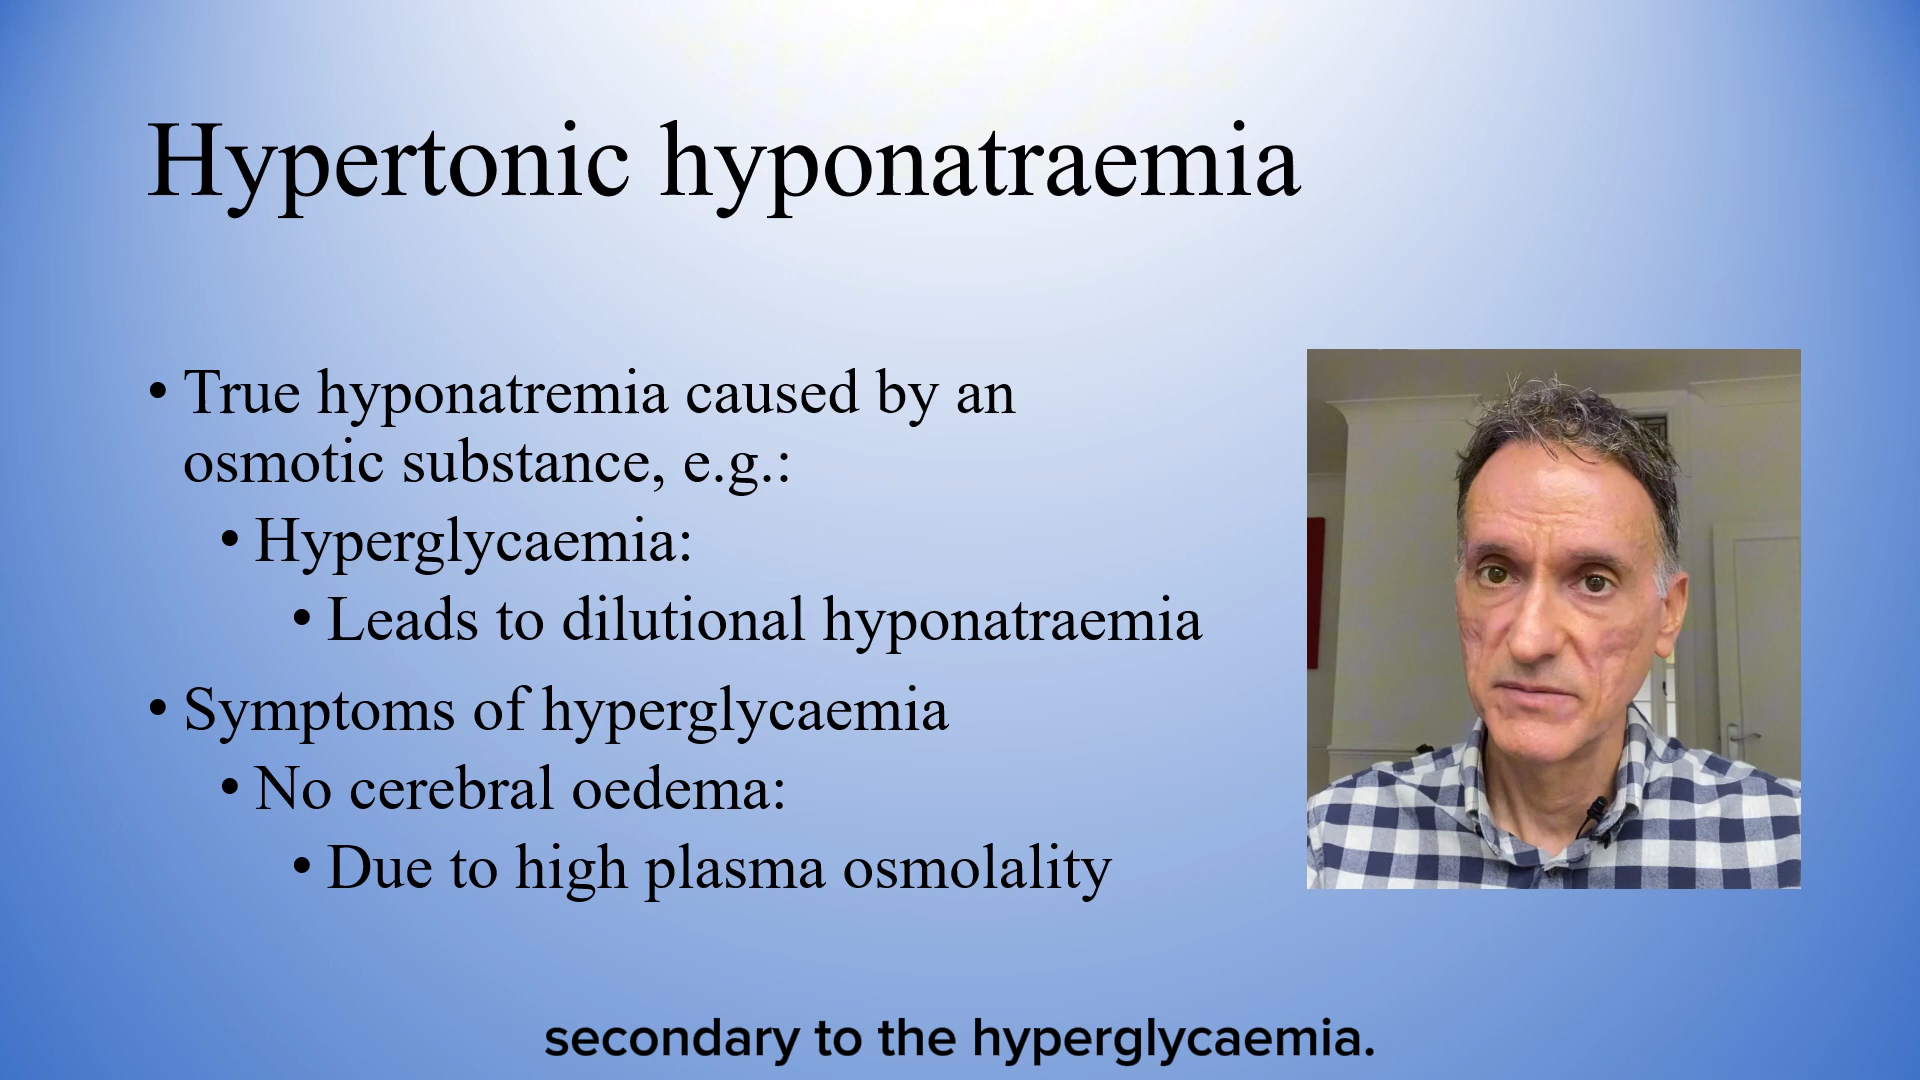 Hypertonic hyponatraemia
• True hyponatremia caused by an
osmotic substance, e.g.:
• Hyperglycaemia:
• Leads to dilutional hyponatraemia
• Symptoms of hyperglycaemia
• No cerebral oedema:
• Due to high plasma osmolality
secondary to the hyperglycaemia.